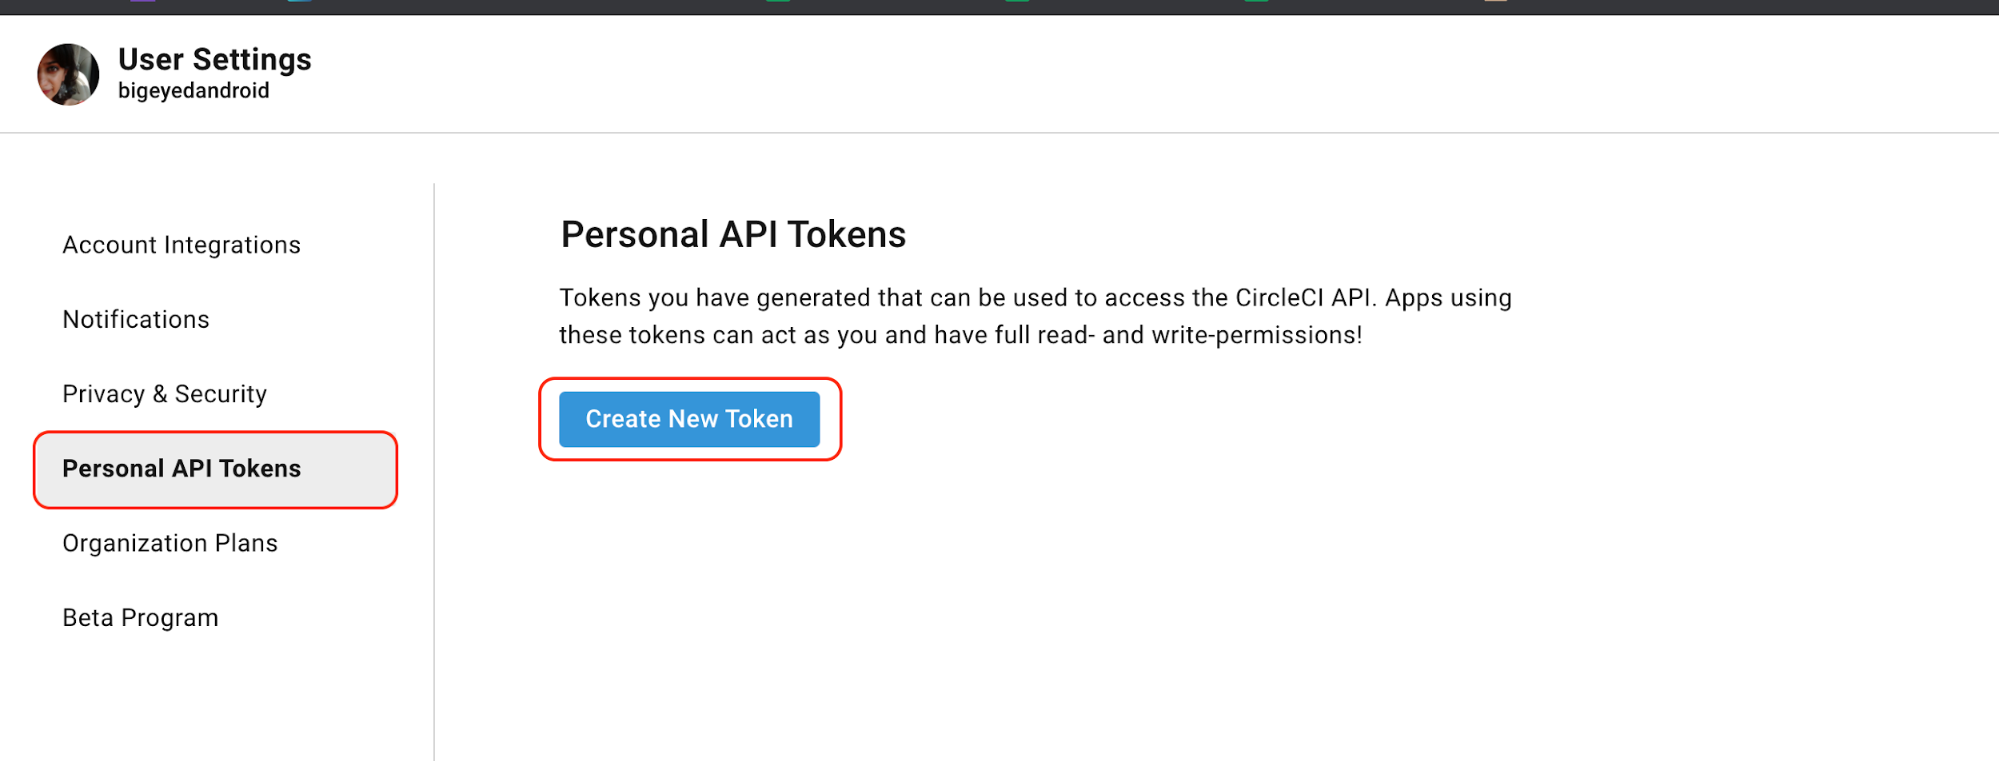 User Settings
bigeyedandroid
Account Integrations
Notifications
Privacy & Security
Personal API Tokens
Organization Plans
Beta Program
Personal API Tokens
Tokens you have generated that can be used to access the CircleCI API. Apps using
these tokens can act as you and have full read- and write-permissions!
Create New Token